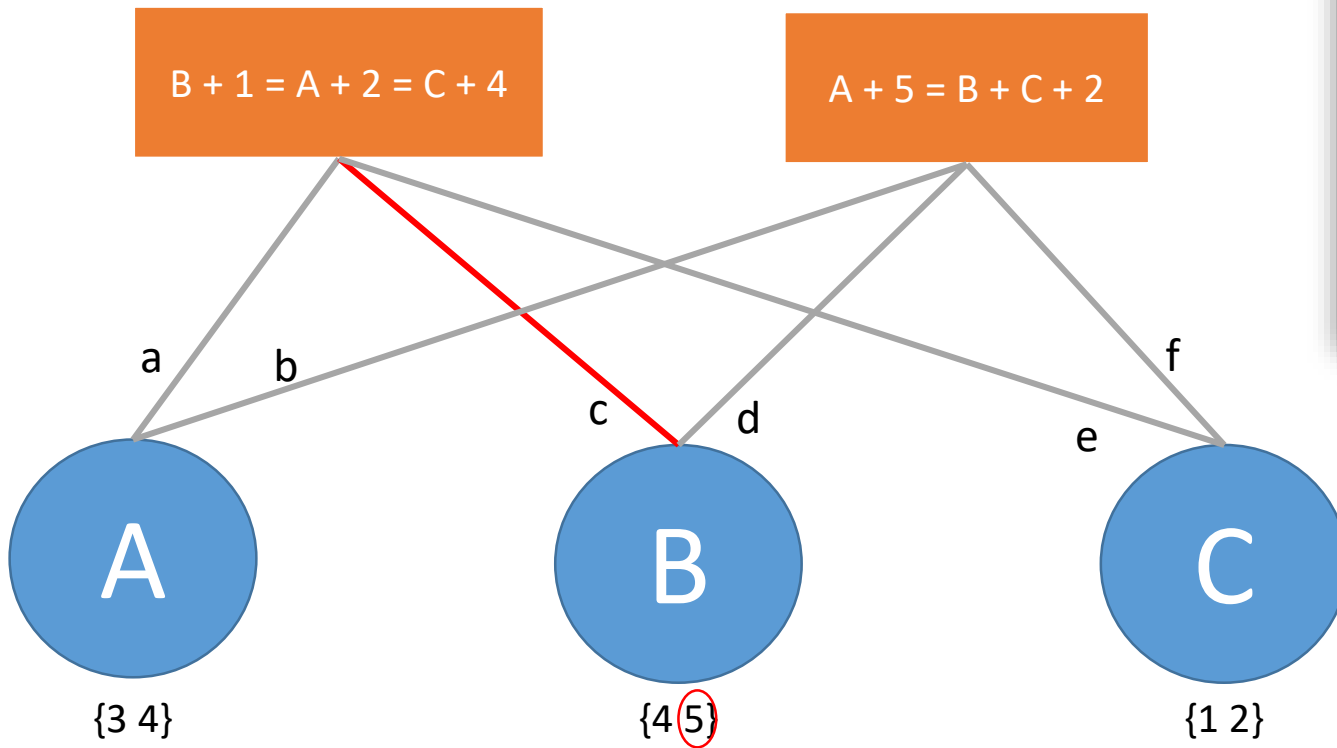 B + 1 = A + 2 = C + 4
A + 5 = B + C + 2
a
b
c
d
e
f
A
B
C
{3 4}
{4 5}
{1 2}